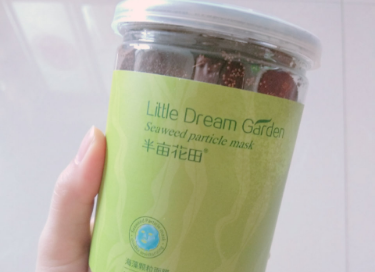 Little Dream Garden
Seaweed particle mask
半亩花田®